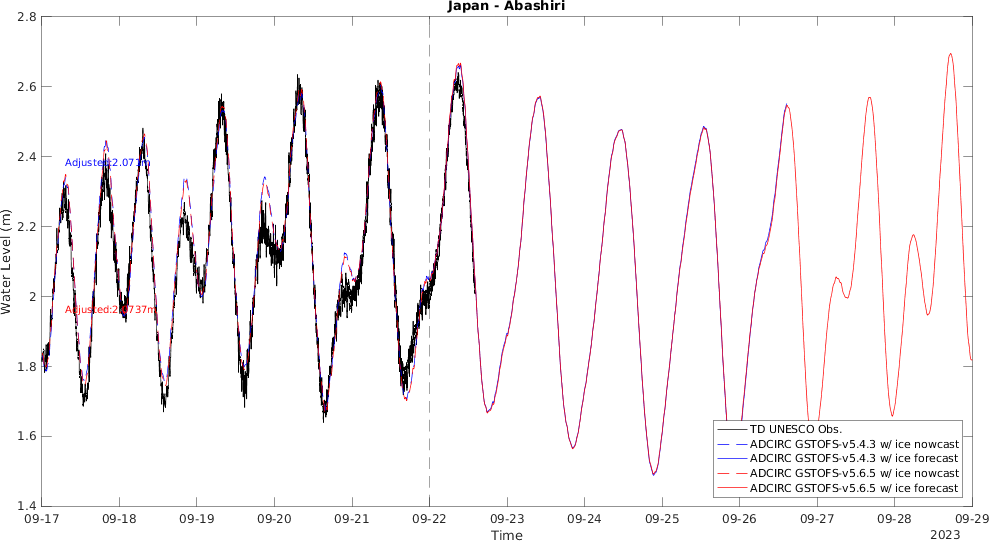 Japan - Abashiri
2.8
2.6
2.4
2.2
2
1.8
1.6
1.4
Water Level (m)
Adjusted:2.071m
Adjusted:2.0737m
TD UNESCO Obs.
ADCIRC GSTOFS-v5.4.3 w/ ice nowcast
ADCIRC GSTOFS-v5.4.3 w/ ice forecast
ADCIRC GSTOFS-v5.6.5 w/ ice nowcast
ADCIRC GSTOFS-v5.6.5 w/ ice forecast
09-17 09-18 09-19 09-20 09-21 09-22 09-23 09-24 09-25 09-26 09-27 09-28 09-29
Time
2023